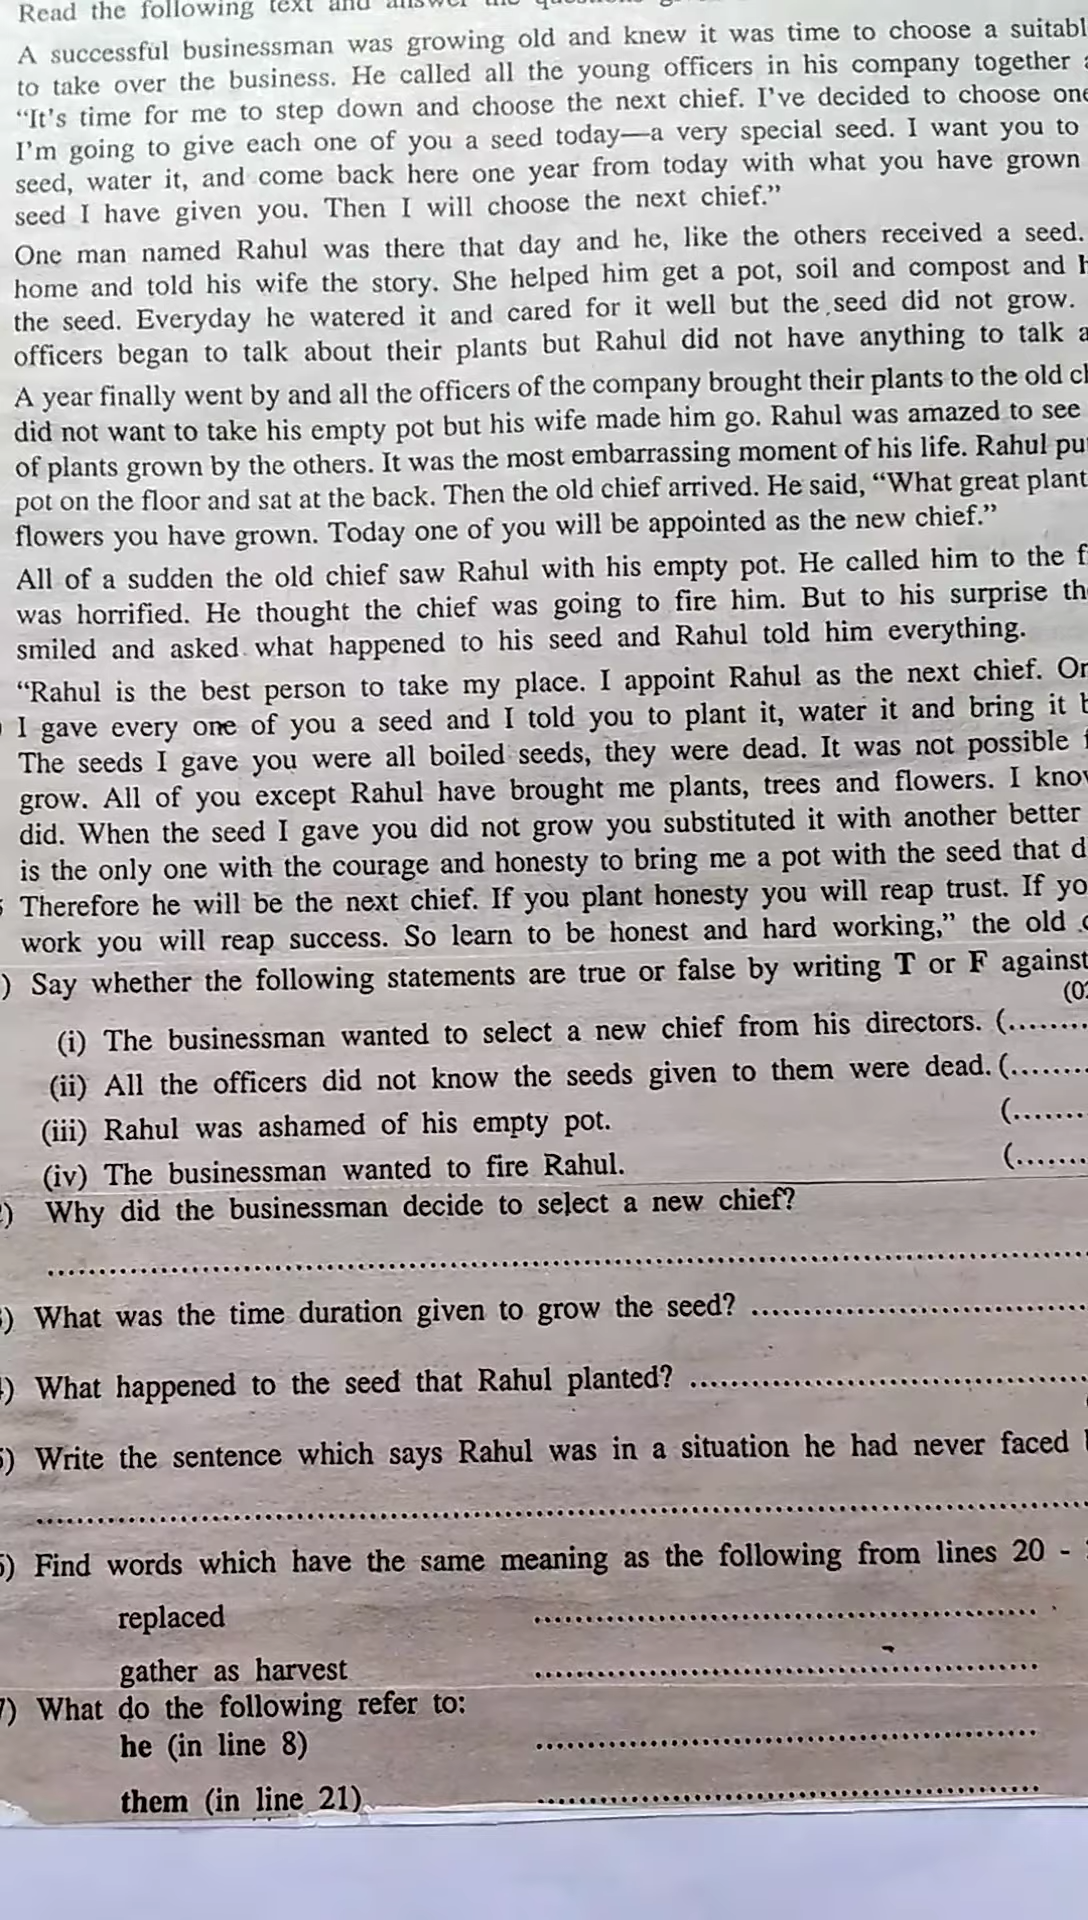 Read the following text and answer the
A successful businessman was growing old and knew it was time to choose a suitabl
to take over the business. He called all the young officers in his company together
“It's time for me to step down and choose the next chief. I've decided to choose one
I'm going to give each one of you a seed today—a very special seed. I want you to
seed, water it, and come back here one year from today with what you have grown
seed I have given you. Then I will choose the next chief.”
One man named Rahul was there that day and he, like the others received a seed.
home and told his wife the story. She helped him get a pot, soil and compost and
the seed. Everyday he watered it and cared for it well but the seed did not grow.
officers began to talk about their plants but Rahul did not have anything to talk a
A year finally went by and all the officers of the company brought their plants to the old
did not want to take his empty pot but his wife made him go. Rahul was amazed to see
of plants grown by the others. It was the most embarrassing moment of his life. Rahul pu
pot on the floor and sat at the back. Then the old chief arrived. He said, “What great plant
flowers you have grown. Today one of you will be appointed as the new chief.”
All of a sudden the old chief saw Rahul with his empty pot. He called him to the f
was horrified. He thought the chief was going to fire him. But to his surprise th
smiled and asked what happened to his seed and Rahul told him everything.
“Rahul is the best person to take my place. I appoint Rahul as the next chief. On
I gave every one of you a seed and I told you to plant it, water it and bring it b
The seeds I gave you were all boiled seeds, they were dead. It was not possible f
grow. All of you except Rahul have brought me plants, trees and flowers. I know
did. When the seed I gave you did not grow you substituted it with another better
is the only one with the courage and honesty to bring me a pot with the seed that d
Therefore he will be the next chief. If you plant honesty you will reap trust. If yo
work you will reap success. So learn to be honest and hard working,” the old
) Say whether the following statements are true or false by writing T or F against
(i) The businessman wanted to select a new chief from his directors. (........
(ii) All the officers did not know the seeds given to them were dead. (.......
(iii) Rahul was ashamed of his empty pot. (.......
(iv) The businessman wanted to fire Rahul. (.......
) Why did the businessman decide to select a new chief?
) What was the time duration given to grow the seed? ................................
) What happened to the seed that Rahul planted? ........................................
) Write the sentence which says Rahul was in a situation he had never faced
) Find words which have the same meaning as the following from lines 20 -
replaced ..................................................
gather as harvest ..................................................
) What do the following refer to:
he (in line 8) ..................................................
them (in line 21) ..................................................